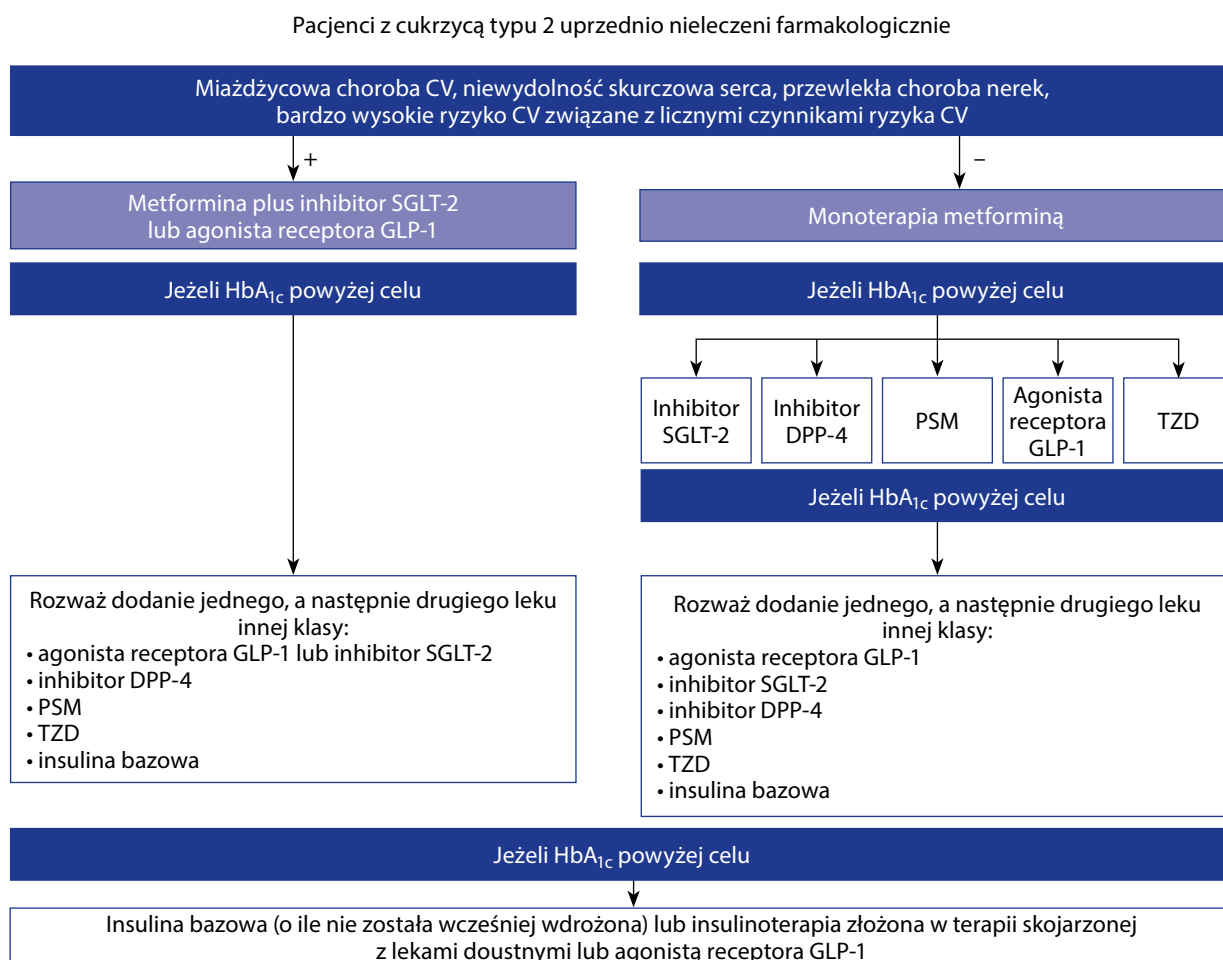 Pacjenci z cukrzycą typu 2 uprzednio nieleczeni farmakologicznie
Miażdżycowa choroba CV, niewydolność skurczowa serca, przewlekła choroba nerek,
bardzo wysokie ryzyko CV związane z licznymi czynnikami ryzyka CV
+
–
Metformina plus inhibitor SGLT-2
lub agonista receptora GLP-1
Jeżeli HbA1c powyżej celu
Rozważ dodanie jednego, a następnie drugiego leku
innej klasy:
• agonista receptora GLP-1 lub inhibitor SGLT-2
• inhibitor DPP-4
• PSM
• TZD
• insulina bazowa
Monoterapia metforminą
Jeżeli HbA1c powyżej celu
Inhibitor
SGLT-2
Inhibitor
DPP-4
PSM
Agonista
receptora
GLP-1
TZD
Jeżeli HbA1c powyżej celu
Rozważ dodanie jednego, a następnie drugiego leku
innej klasy:
• agonista receptora GLP-1
• inhibitor SGLT-2
• inhibitor DPP-4
• PSM
• TZD
• insulina bazowa
Jeżeli HbA1c powyżej celu
Insulina bazowa (o ile nie została wcześniej wdrożona) lub insulinoterapia złożona w terapii skojarzonej
z lekami doustnymi lub agonistą receptora GLP-1